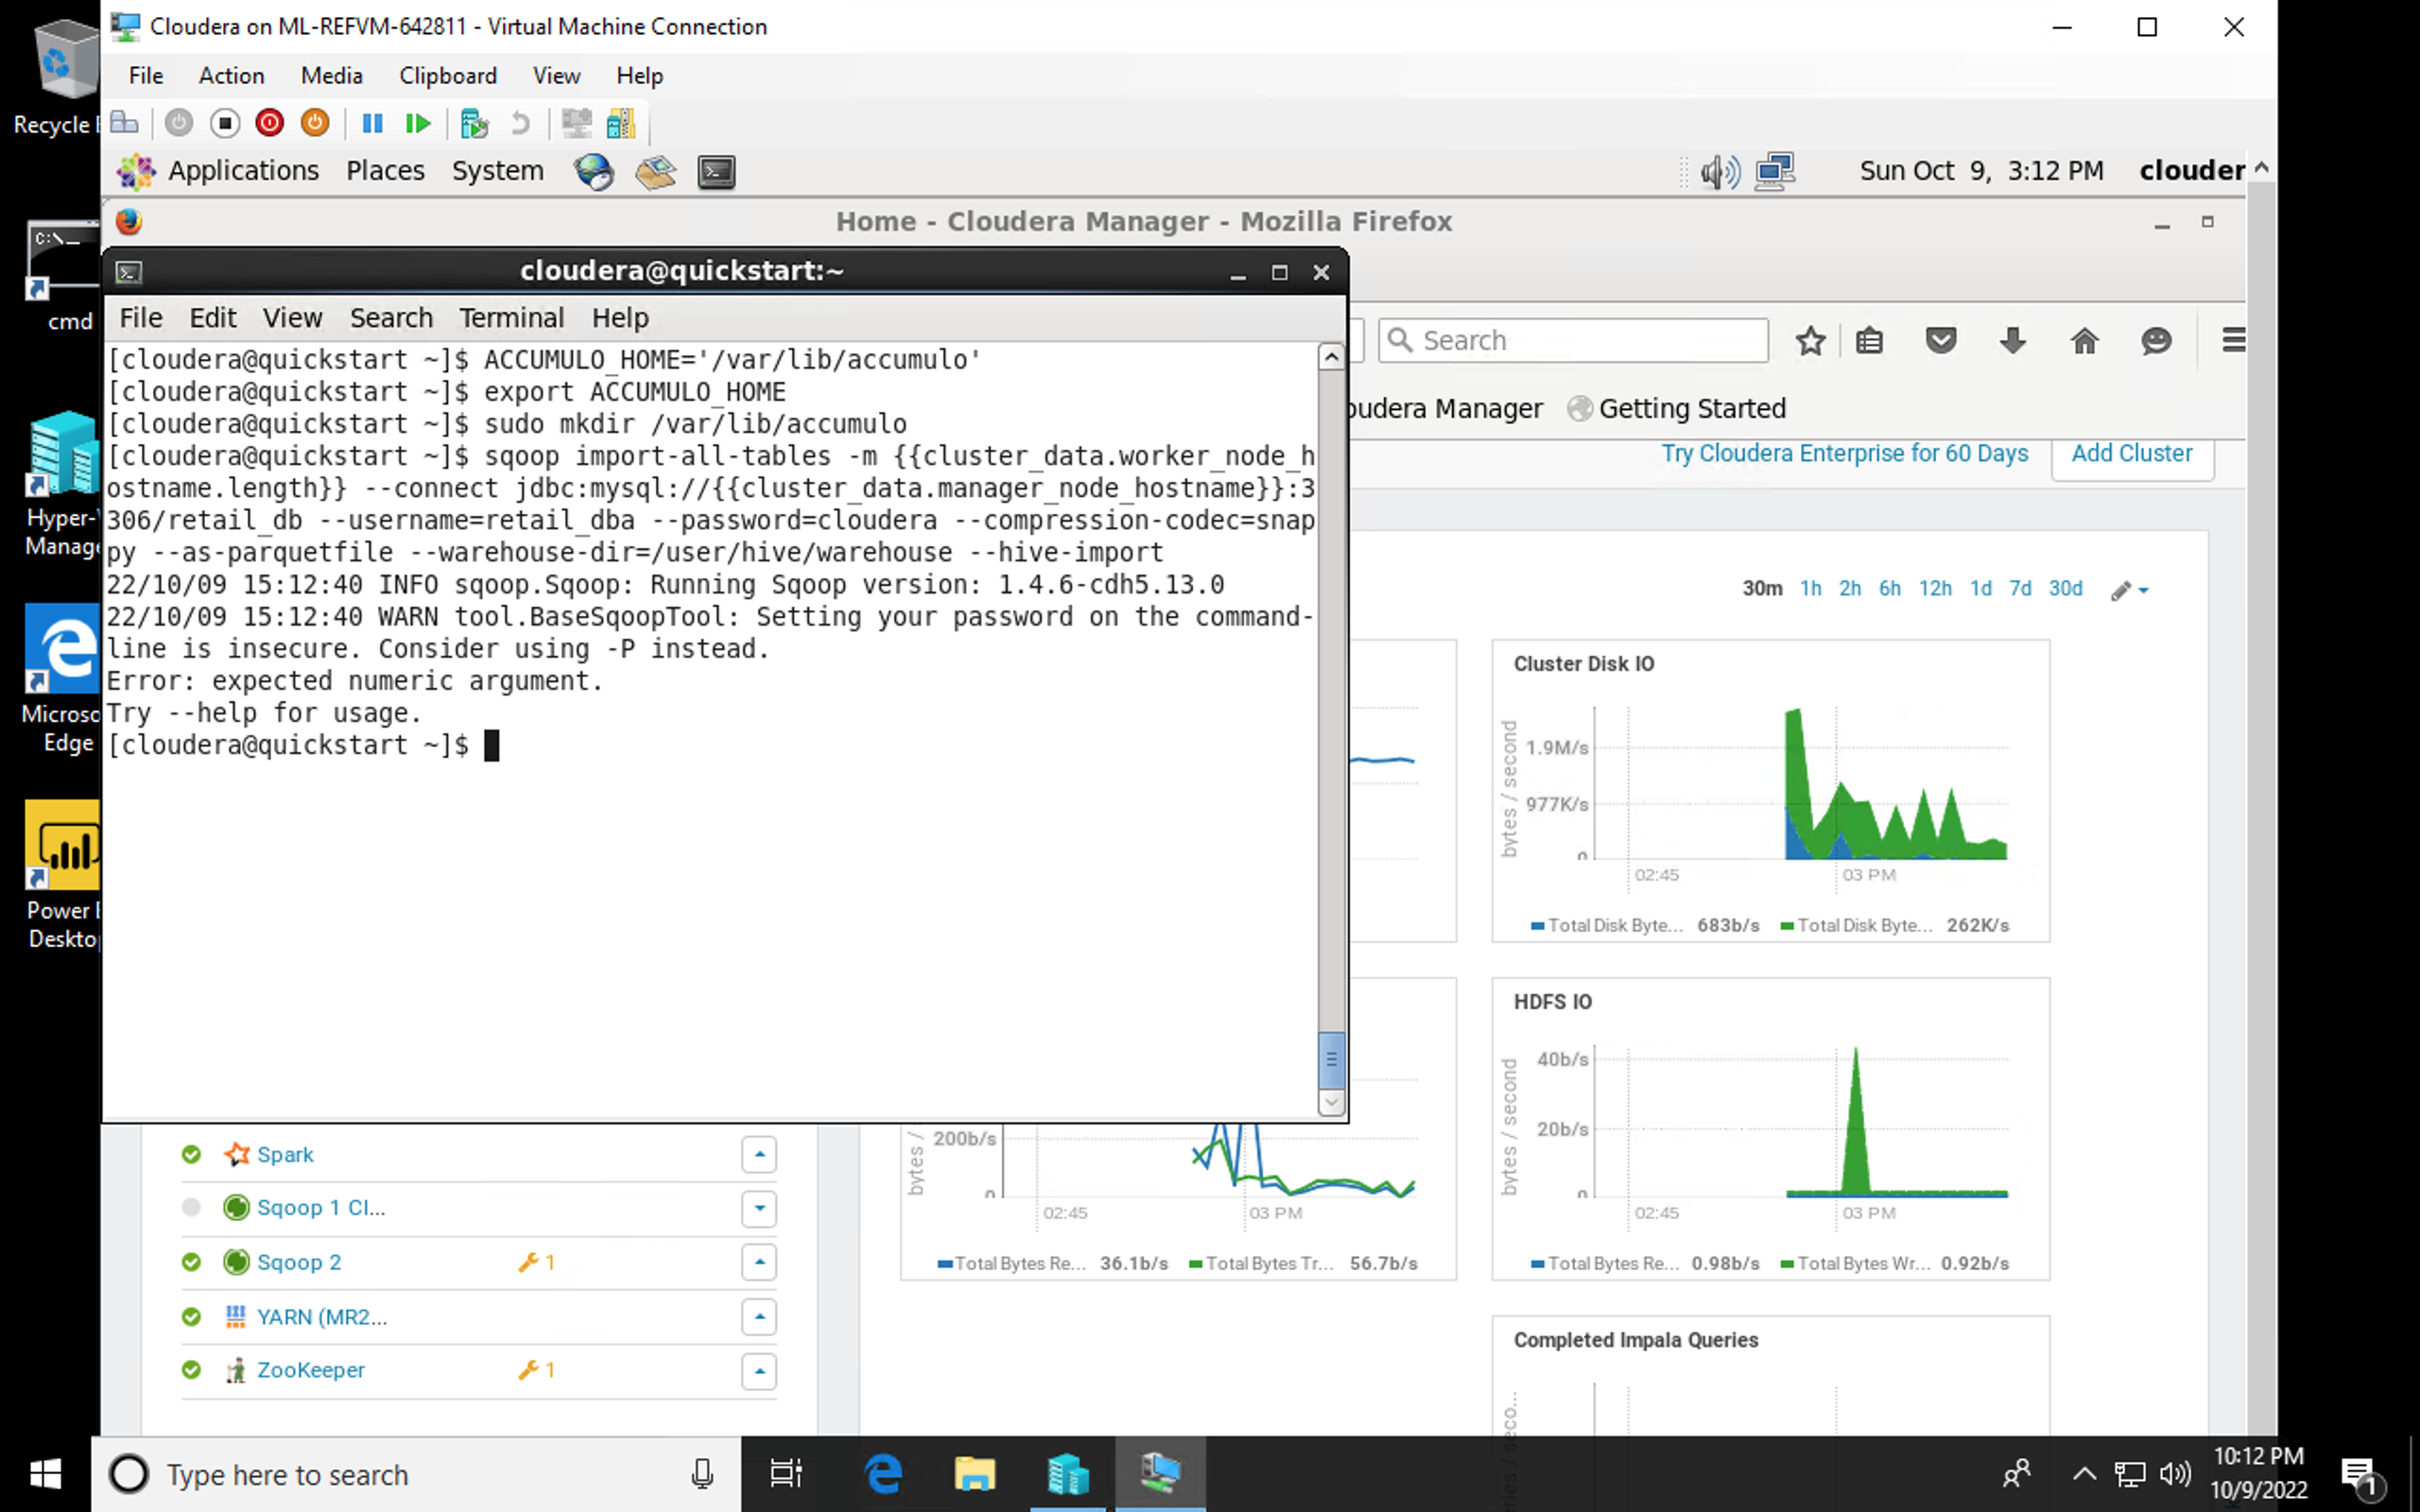 Cloudera on ML-REFVM-642811 - Virtual Machine Connection
File Action Media Clipboard View Help
Recycle
Applications Places System
Sun Oct 9, 3:12 PM clouder
Home - Cloudera Manager - Mozilla Firefox
cloudera@quickstart:~
File Edit View Search Terminal Help
[cloudera@quickstart ~]$ ACCUMULO_HOME='/var/lib/accumulo'
[cloudera@quickstart ~]$ export ACCUMULO_HOME
[cloudera@quickstart ~]$ sudo mkdir /var/lib/accumulo
[cloudera@quickstart ~]$ sqoop import-all-tables -m {{cluster_data.worker_node_h
ostname.length}} --connect jdbc:mysql://{{cluster_data.manager_node_hostname}}:3
306/retail_db --username=retail_dba --password=cloudera --compression-codec=snap
py --as-parquetfile --warehouse-dir=/user/hive/warehouse --hive-import
22/10/09 15:12:40 INFO sqoop.Sqoop: Running Sqoop version: 1.4.6-cdh5.13.0
22/10/09 15:12:40 WARN tool.BaseSqoopTool: Setting your password on the command-
line is insecure. Consider using -P instead.
Error: expected numeric argument.
Try --help for usage.
[cloudera@quickstart ~]$
C:\
cmd
Hyper-
Manage
Microso
Edge
Power
Deskto
Search
oudera Manager Getting Started
Try Cloudera Enterprise for 60 Days Add Cluster
30m 1h 2h 6h 12h 1d 7d 30d
Cluster Disk IO
bytes / second
1.9M/s
977K/s
0
02:45 03 PM
Total Disk Byte... 683b/s Total Disk Byte... 262K/s
HDFS IO
bytes / second
40b/s
20b/s
0
02:45 03 PM
Total Bytes Re... 0.98b/s Total Bytes Wr... 0.92b/s
bytes /
200b/s
0
02:45 03 PM
Total Bytes Re... 36.1b/s Total Bytes Tr... 56.7b/s
Completed Impala Queries
Spark
Sqoop 1 Cl...
Sqoop 2 1
YARN (MR2...
ZooKeeper 1
Type here to search
10:12 PM
10/9/2022
1